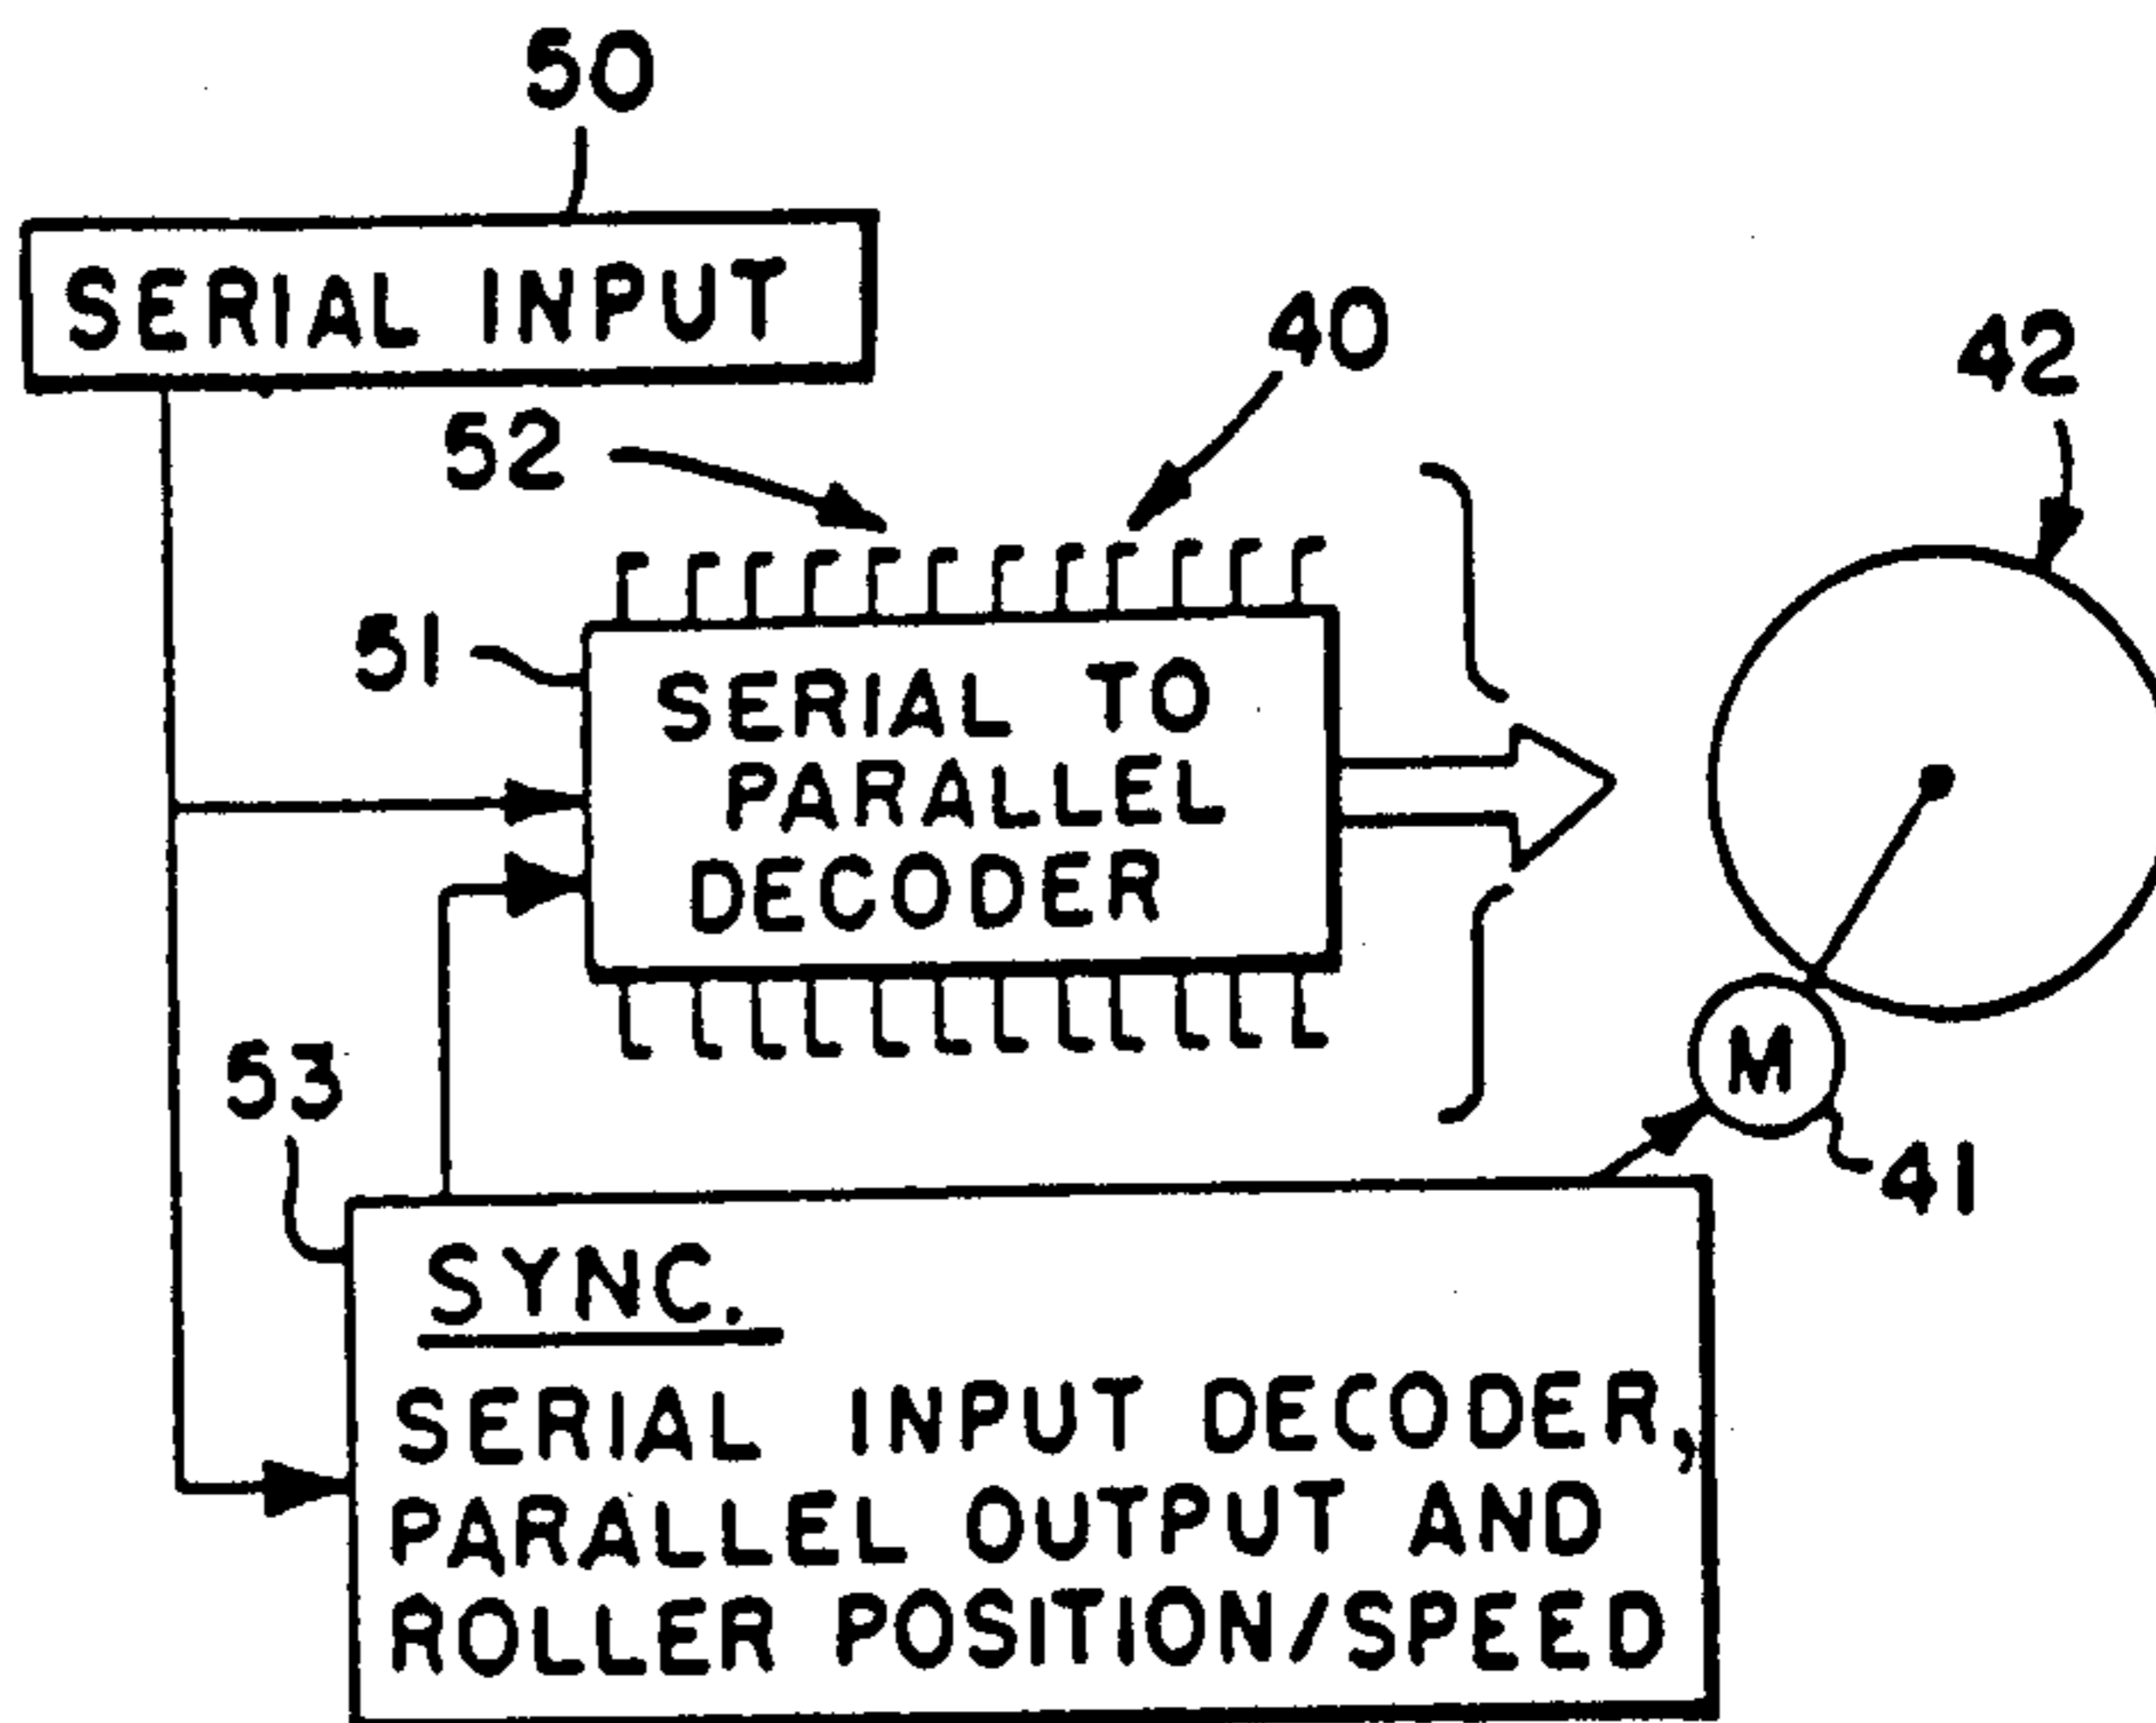 50
SERIAL INPUT
40
42
52
51
SERIAL TO
PARALLEL
DECODER
53
M
41
SYNC.
SERIAL INPUT DECODER,
PARALLEL OUTPUT AND
ROLLER POSITION/SPEED